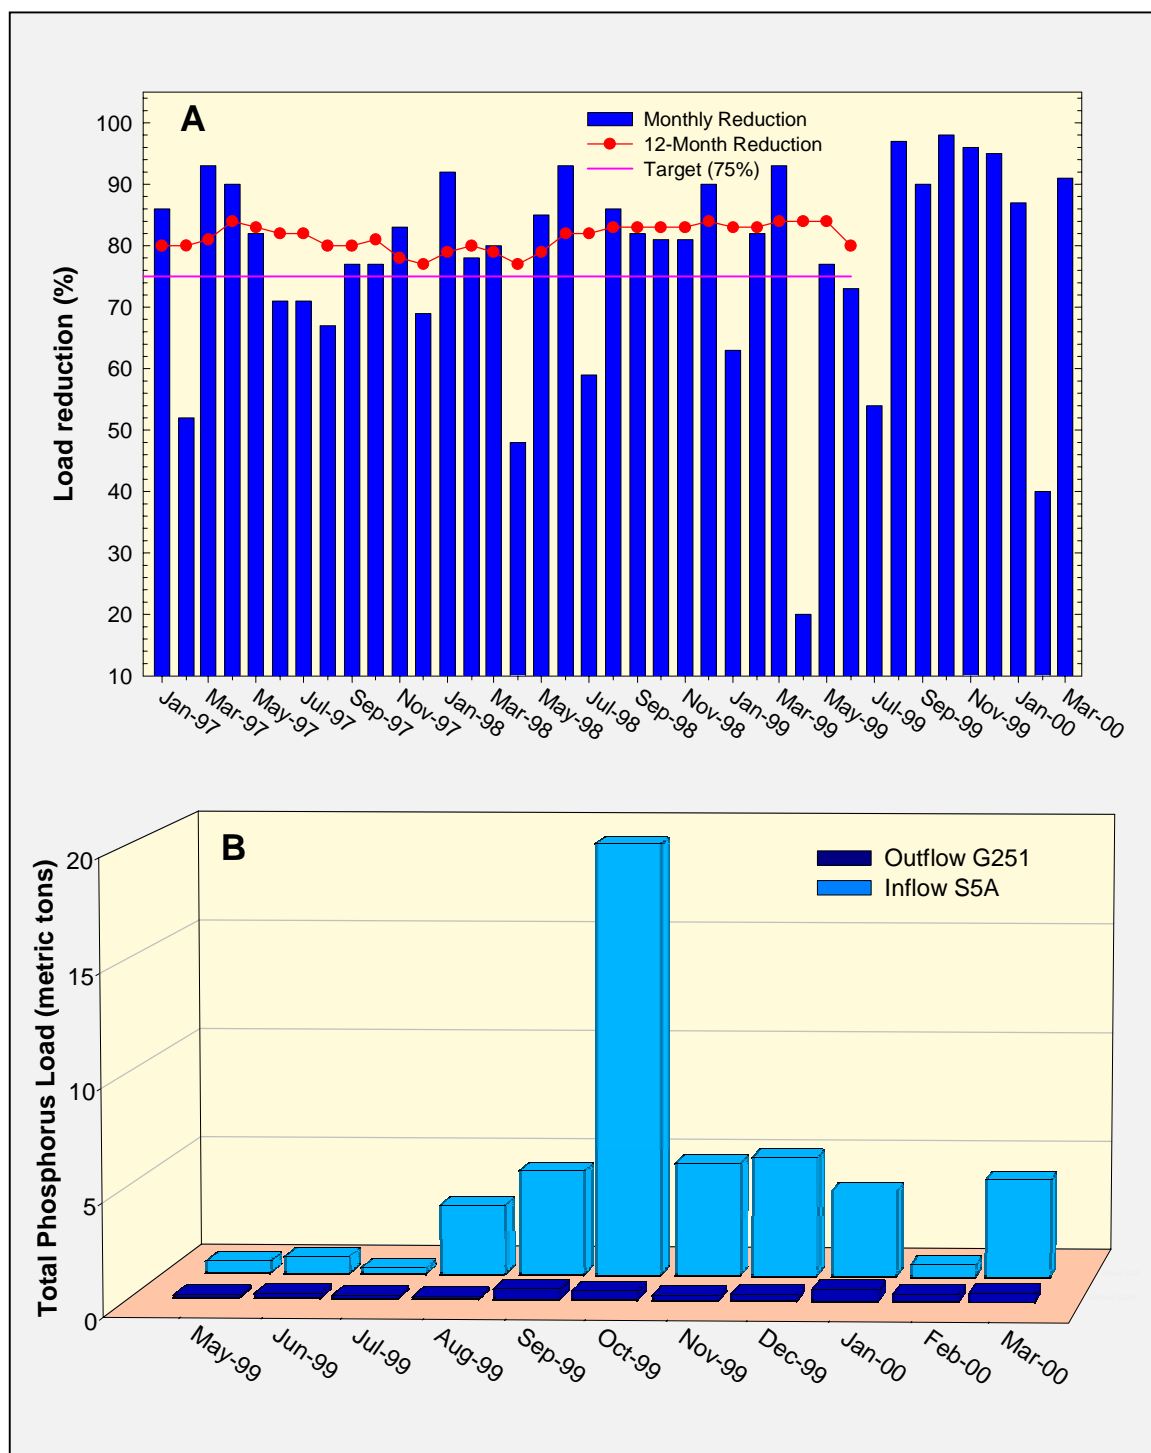 A
Monthly Reduction
12-Month Reduction
Target (75%)
Load reduction (%)
100
90
80
70
60
50
40
30
20
10
Jan-97
Mar-97
May-97
Jul-97
Sep-97
Nov-97
Jan-98
Mar-98
May-98
Jul-98
Sep-98
Nov-98
Jan-99
Mar-99
May-99
Jul-99
Sep-99
Nov-99
Jan-00
Mar-00
B
Outflow G251
Inflow S5A
Total Phosphorus Load (metric tons)
20
15
10
5
0
May-99
Jun-99
Jul-99
Aug-99
Sep-99
Oct-99
Nov-99
Dec-99
Jan-00
Feb-00
Mar-00